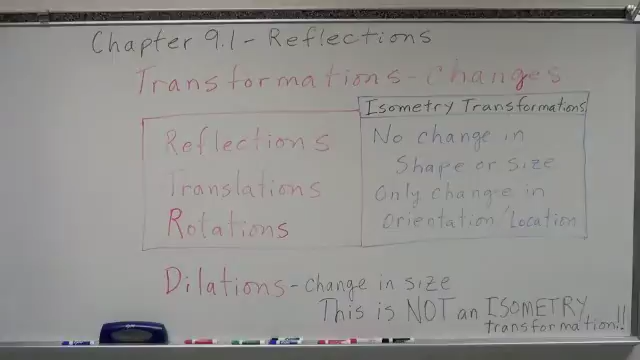 Chapter 9.1 - Reflections
Transformations - Changes
Isometry Transformations
Reflections
Translations
Rotations
No change in
Shape or size
Only change in
Orientation/Location
Dilations - change in size
This is NOT an ISOMETRY
transformation!!